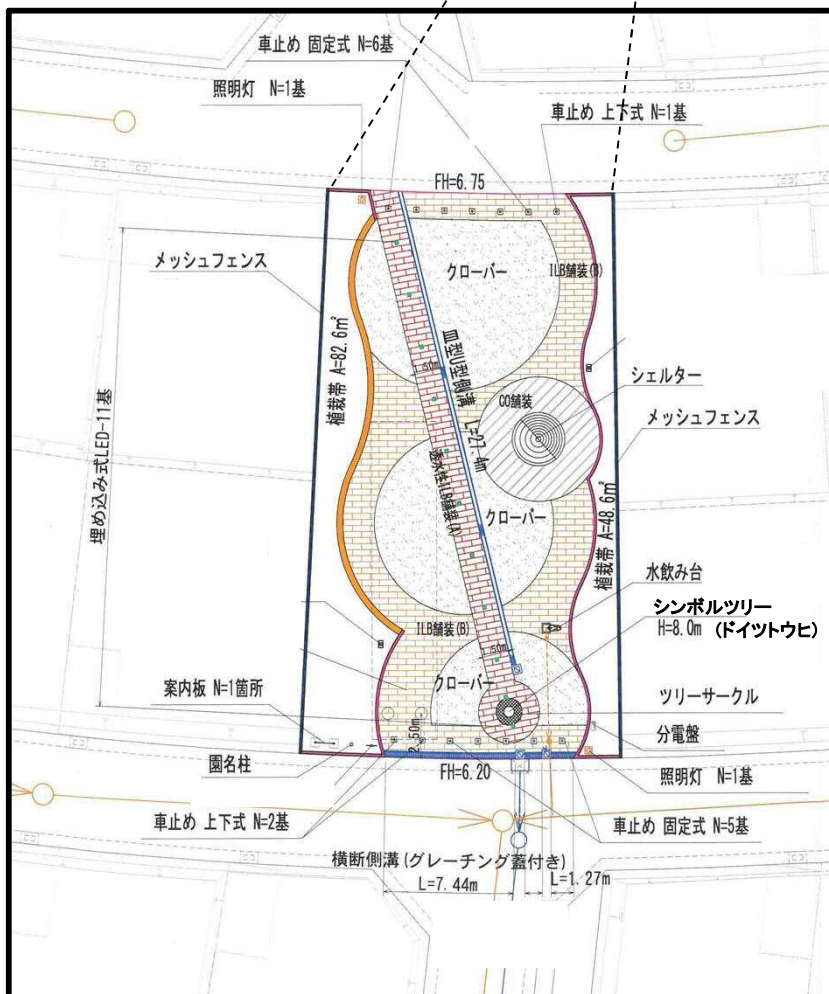 車止め 固定式 N=6基
照明灯 N=1基
車止め 上下式 N=1基
FH=6.75
メッシュフェンス
クローバー
ILB舗装(B)
植栽帯 A=82.6㎡
皿型U型側溝 L=27.4m
CO舗装
シェルター
メッシュフェンス
埋め込み式LED-11基
透水性ILB舗装(A)
クローバー
植栽帯 A=48.6㎡
水飲み台
シンボルツリー
H=8.0m (ドイツトウヒ)
ILB舗装(B)
1.50m
クローバー
案内板 N=1箇所
ツリーサークル
2.50m
分電盤
園名柱
FH=6.20
照明灯 N=1基
車止め 上下式 N=2基
車止め 固定式 N=5基
横断側溝(グレーチング蓋付き)
L=7.44m
L=1.27m